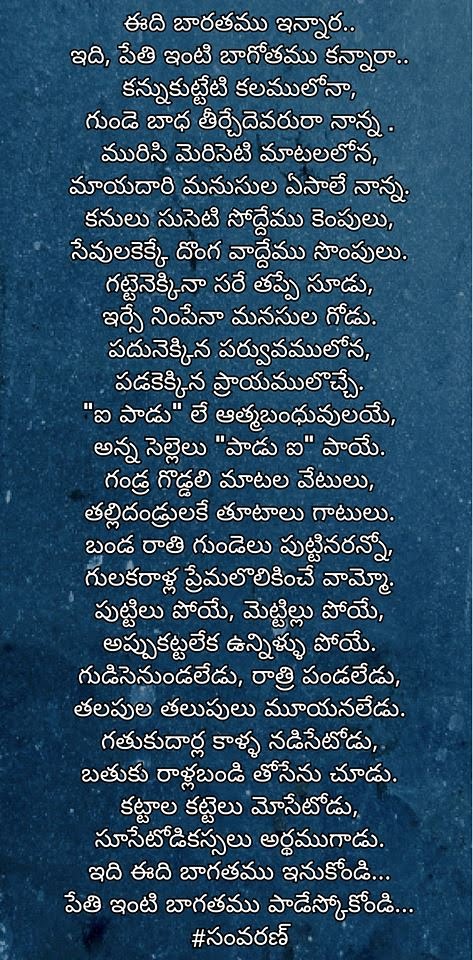 ఈది బారతము ఇన్నార..
ఇది, పేతి ఇంటి బాగోతము కన్నారా..
కన్నుకుట్టేటి కలములోనా,
గుండె బాధ తీర్చేదెవరురా నాన్న .
మురిసి మెరిసెటి మాటలలోన,
మాయదారి మనుసుల ఏసాలే నాన్న.
కనులు సుసెటి సోద్దేము కెంపులు,
సేవులకెక్కే దొంగ వాద్దేము సొంపులు.
గట్టెనెక్కినా సరే తప్పే సూడు,
ఇర్సే నింపేనా మనసుల గోడు.
పదునెక్కిన పర్వువములోన,
పడకెక్కిన ప్రాయములొచ్చే.
"ఐ పాడు" లే ఆత్మబంధువులయే,
అన్న సెల్లెలు "పాడు ఐ" పాయే.
గండ్ర గొడ్డలి మాటల వేటులు,
తల్లిదండ్రులకే తూటాలు గాటులు.
బండ రాతి గుండెలు పుట్టినరన్నో,
గులకరాళ్ల ప్రేమలొలికించే వామ్మో.
పుట్టిలు పోయే, మెట్టిల్లు పోయే,
అప్పుకట్టలేక ఉన్నిళ్ళు పోయే.
గుడిసెనుండలేడు, రాత్రి పండలేడు,
తలపుల తలుపులు మూయనలేడు.
గతుకుదార్ల కాళ్ళ నడిసేటోడు,
బతుకు రాళ్లబండి తోసేను చూడు.
కట్టాల కట్టెలు మోసేటోడు,
సూసేటోడికస్సలు అర్థముగాడు.
ఇది ఈది బాగతము ఇనుకోండి...
పేతి ఇంటి బాగతము పాడేస్కోకోండి...
#సంవరణ్